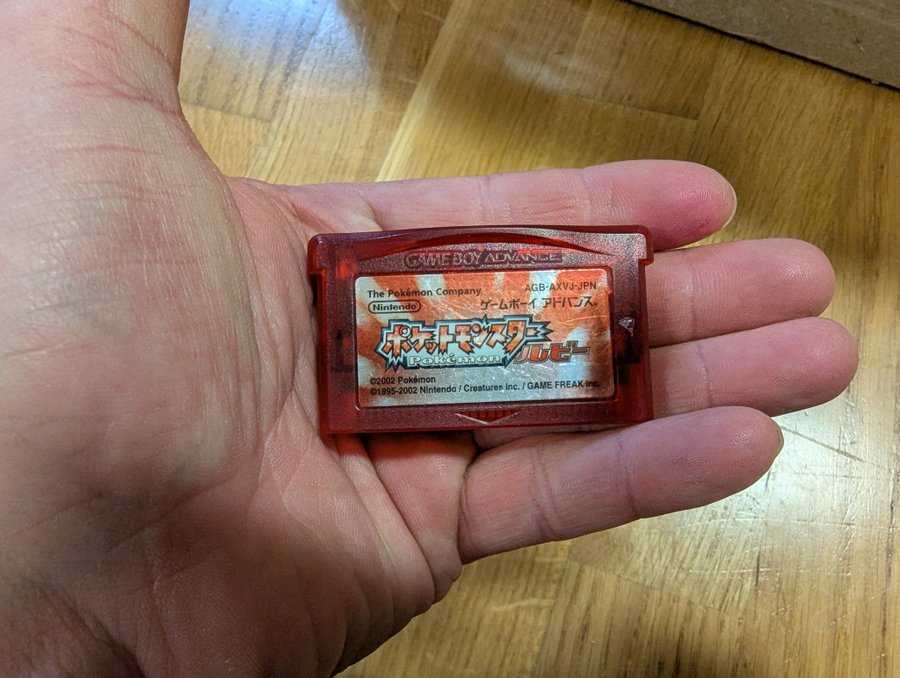 GAME BOY ADVANCE
The Pokémon Company
AGB-AXVJ-JPN
Nintendo
ゲームボーイ アドバンス®
ポケットモンスター
Pokémon
ルビー
©2002 Pokémon
©1995-2002 Nintendo / Creatures inc. / GAME FREAK inc.